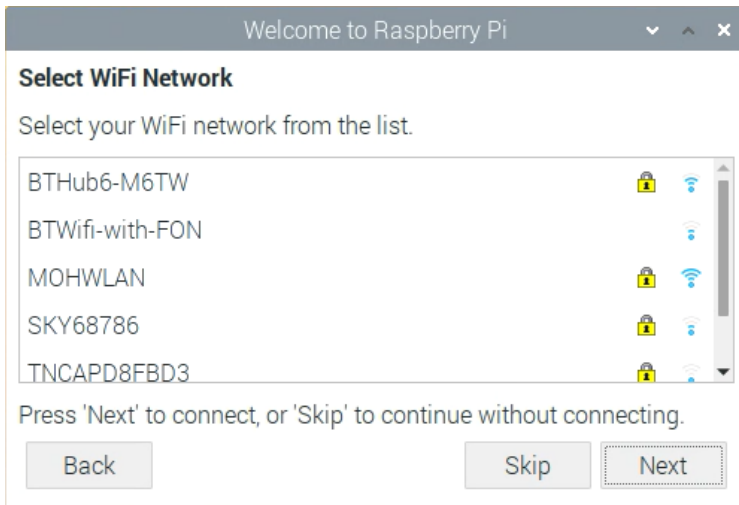 Welcome to Raspberry Pi
Select WiFi Network
Select your WiFi network from the list.
BTHub6-M6TW
BTWifi-with-FON
MOHWLAN
SKY68786
TNCAPD8FBD3
Press 'Next' to connect, or 'Skip' to continue without connecting.
Back Skip Next